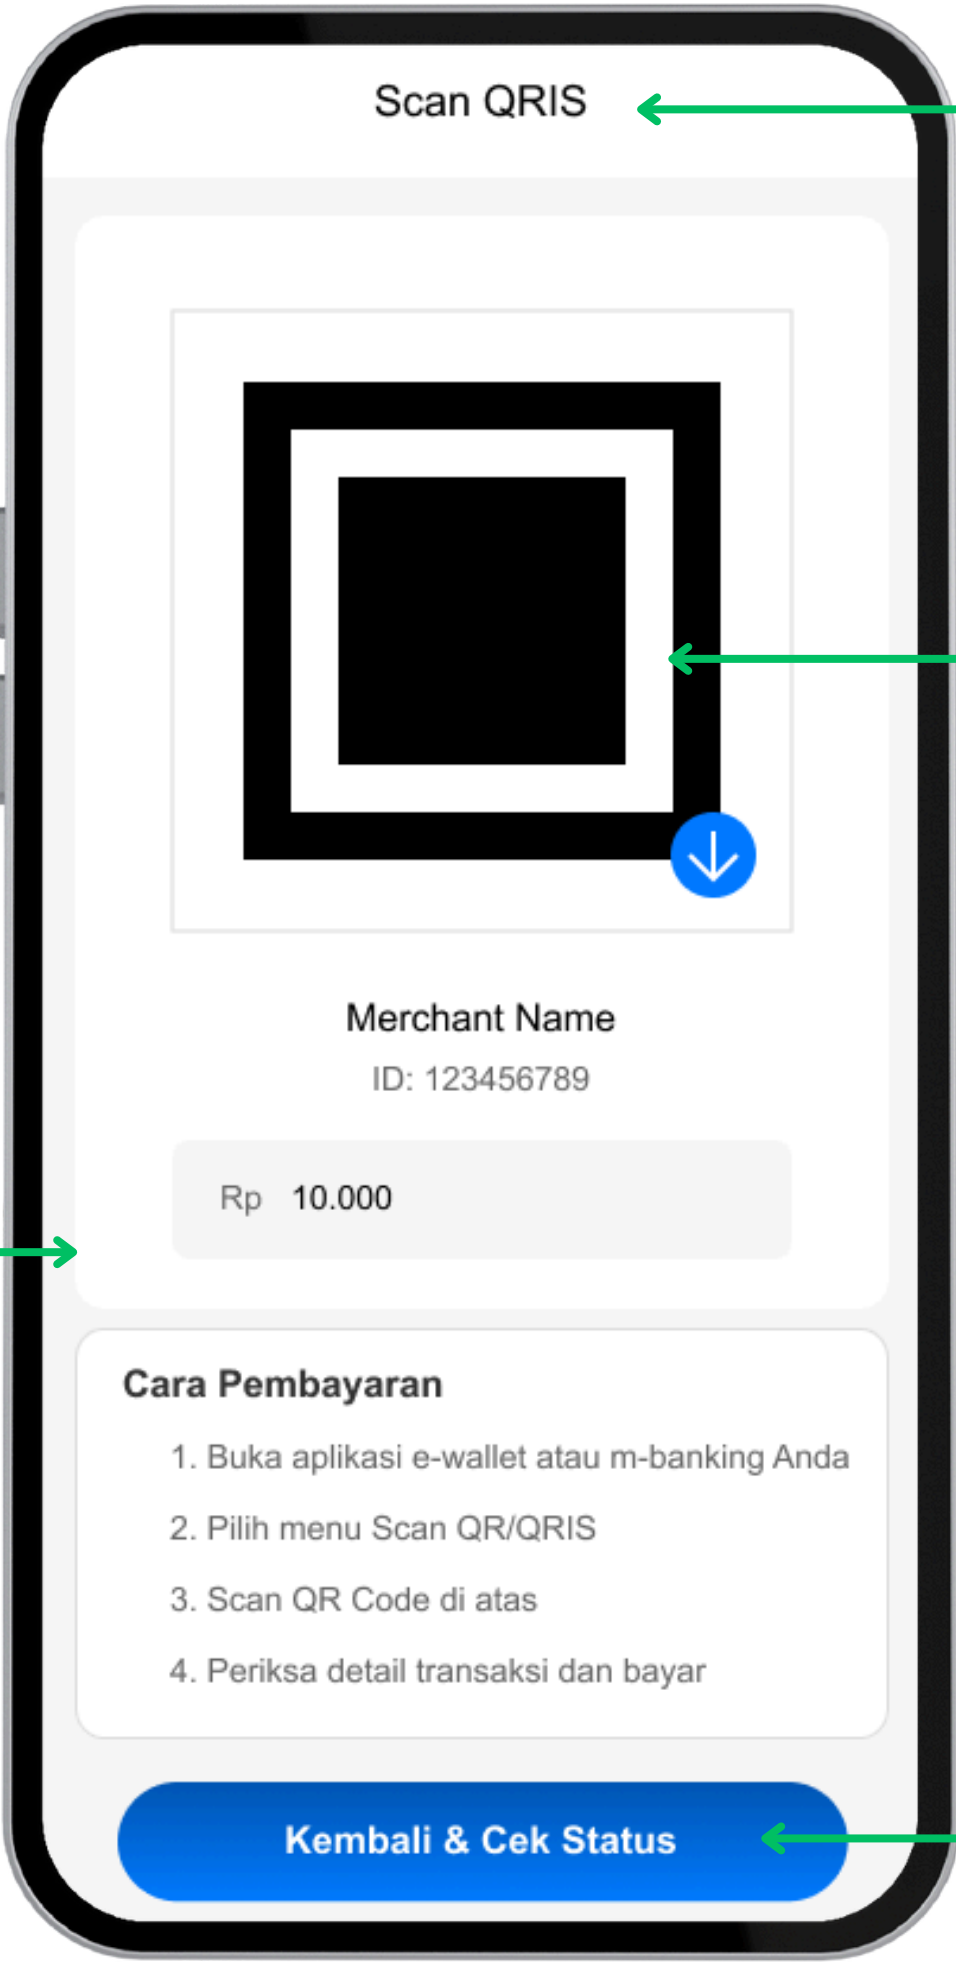 Scan QRIS
Merchant Name
ID: 123456789
Rp 10.000
Cara Pembayaran
1. Buka aplikasi e-wallet atau m-banking Anda
2. Pilih menu Scan QR/QRIS
3. Scan QR Code di atas
4. Periksa detail transaksi dan bayar
Kembali & Cek Status